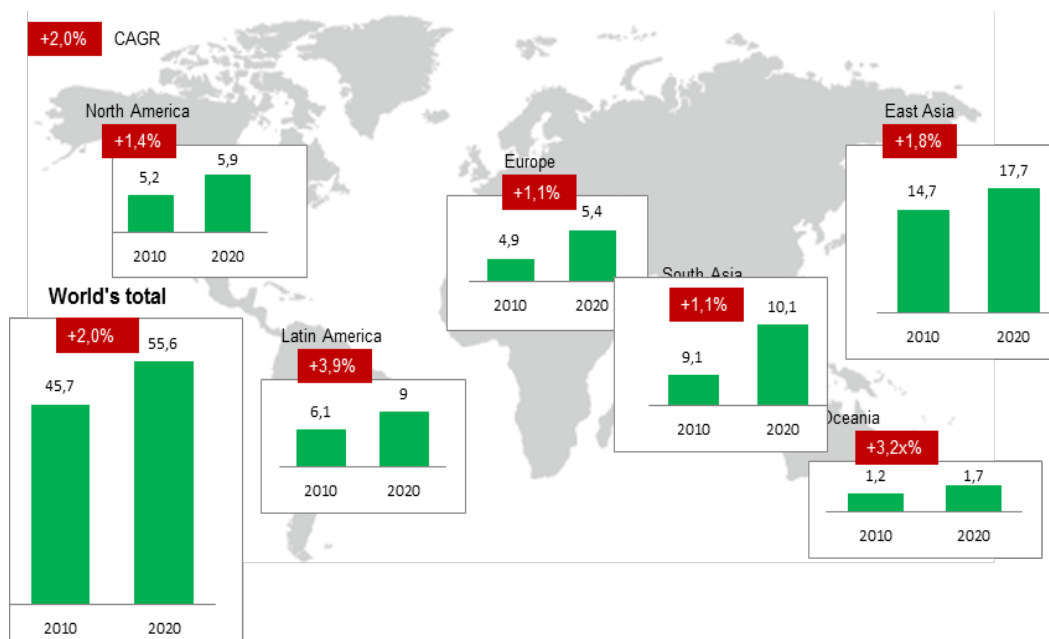 +2,0% CAGR
North America
+1,4%
5,2 5,9
2010 2020
Europe
+1,1%
4,9 5,4
2010 2020
East Asia
+1,8%
14,7 17,7
2010 2020
World's total
+2,0%
45,7 55,6
2010 2020
Latin America
+3,9%
6,1 9
2010 2020
South Asia
+1,1%
9,1 10,1
2010 2020
Oceania
+3,2x%
1,2 1,7
2010 2020